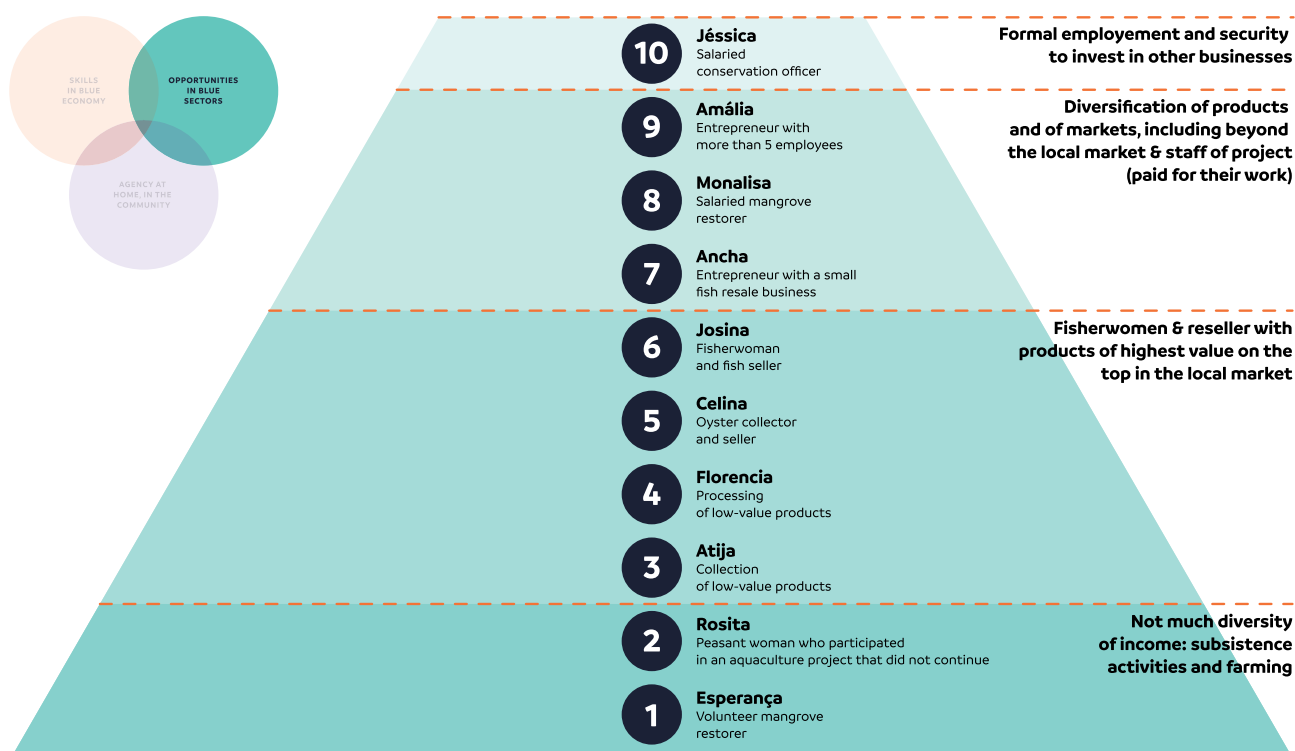 SKILLS
IN BLUE
ECONOMY
OPPORTUNITIES
IN BLUE
SECTORS
AGENCY AT
HOME, IN THE
COMMUNITY
10
Jéssica
Salaried
conservation officer
Formal employement and security
to invest in other businesses
9
Amália
Entrepreneur with
more than 5 employees
Diversification of products
and of markets, including beyond
the local market & staff of project
(paid for their work)
8
Monalisa
Salaried mangrove
restorer
7
Ancha
Entrepreneur with a small
fish resale business
6
Josina
Fisherwoman
and fish seller
Fisherwomen & reseller with
products of highest value on the
top in the local market
5
Celina
Oyster collector
and seller
4
Florencia
Processing
of low-value products
3
Atija
Collection
of low-value products
2
Rosita
Peasant woman who participated
in an aquaculture project that did not continue
Not much diversity
of income: subsistence
activities and farming
1
Esperança
Volunteer mangrove
restorer